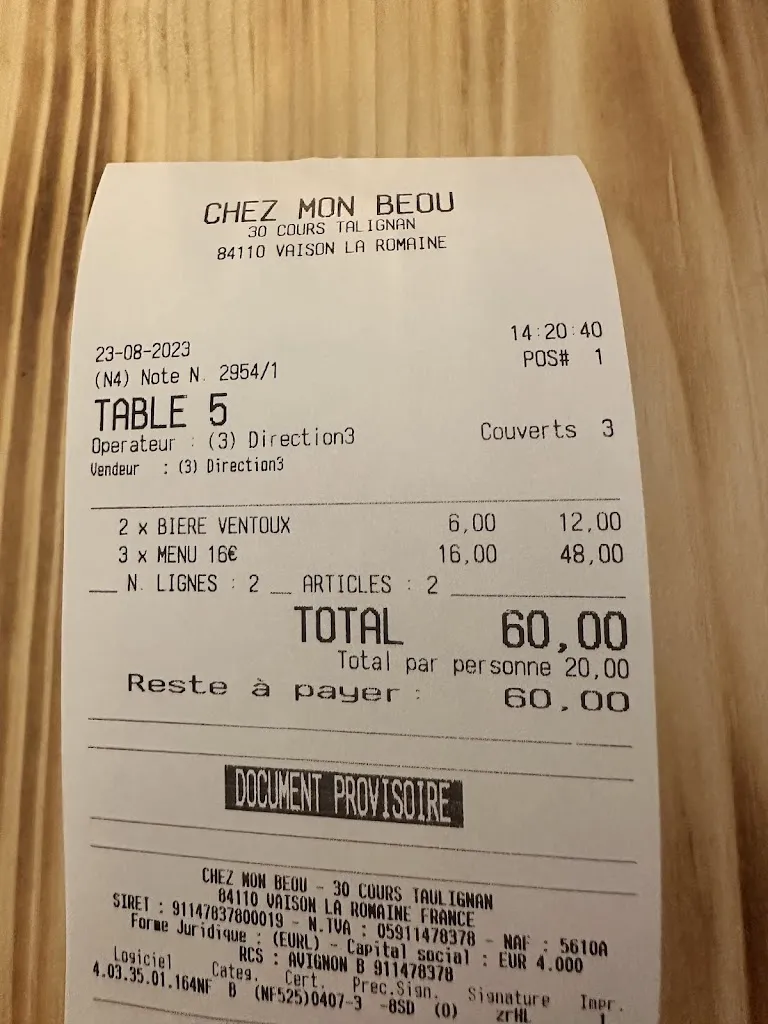 CHEZ MON BEOU
30 COURS TALIGNAN
84110 VAISON LA ROMAINE
23-08-2023 14:20:40
(N4) Note N. 2954/1 POS# 1
TABLE 5
Operateur : (3) Direction3 Couverts 3
Vendeur : (3) Direction3
2 x BIERE VENTOUX 6,00 12,00
3 x MENU 16€ 16,00 48,00
N. LIGNES : 2 __ ARTICLES : 2
TOTAL 60,00
Total par personne 20,00
Reste à payer : 60,00
DOCUMENT PROVISOIRE
CHEZ MON BEOU - 30 COURS TAULIGNAN
84110 VAISON LA ROMAINE FRANCE
SIRET : 91147837800019 - N.TVA : 05911478378 - NAF : 5610A
Forme Juridique : (EURL) - Capital social : EUR 4.000
RCS : AVIGNON B 911478378
Logiciel Categ. Cert. Prec.Sign. Signature Impr.
4.03.35.01.164NF B (NF525)0407-3 -8SD (0) zrHL 1